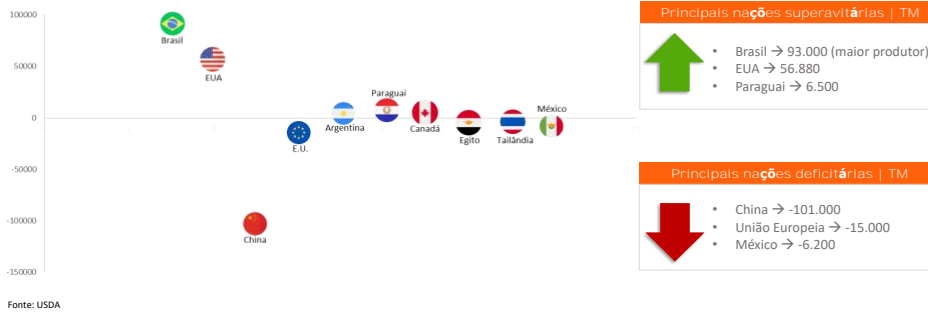 100000
50000
0
-50000
-100000
-150000
Brasil
EUA
E.U.
China
Argentina
Paraguai
Canadá
Egito
Tailândia
México
Principais nações superavitárias | TM
• Brasil → 93.000 (maior produtor)
• EUA → 56.880
• Paraguai → 6.500
Principais nações deficitárias | TM
• China → -101.000
• União Europeia → -15.000
• México → -6.200
Fonte: USDA